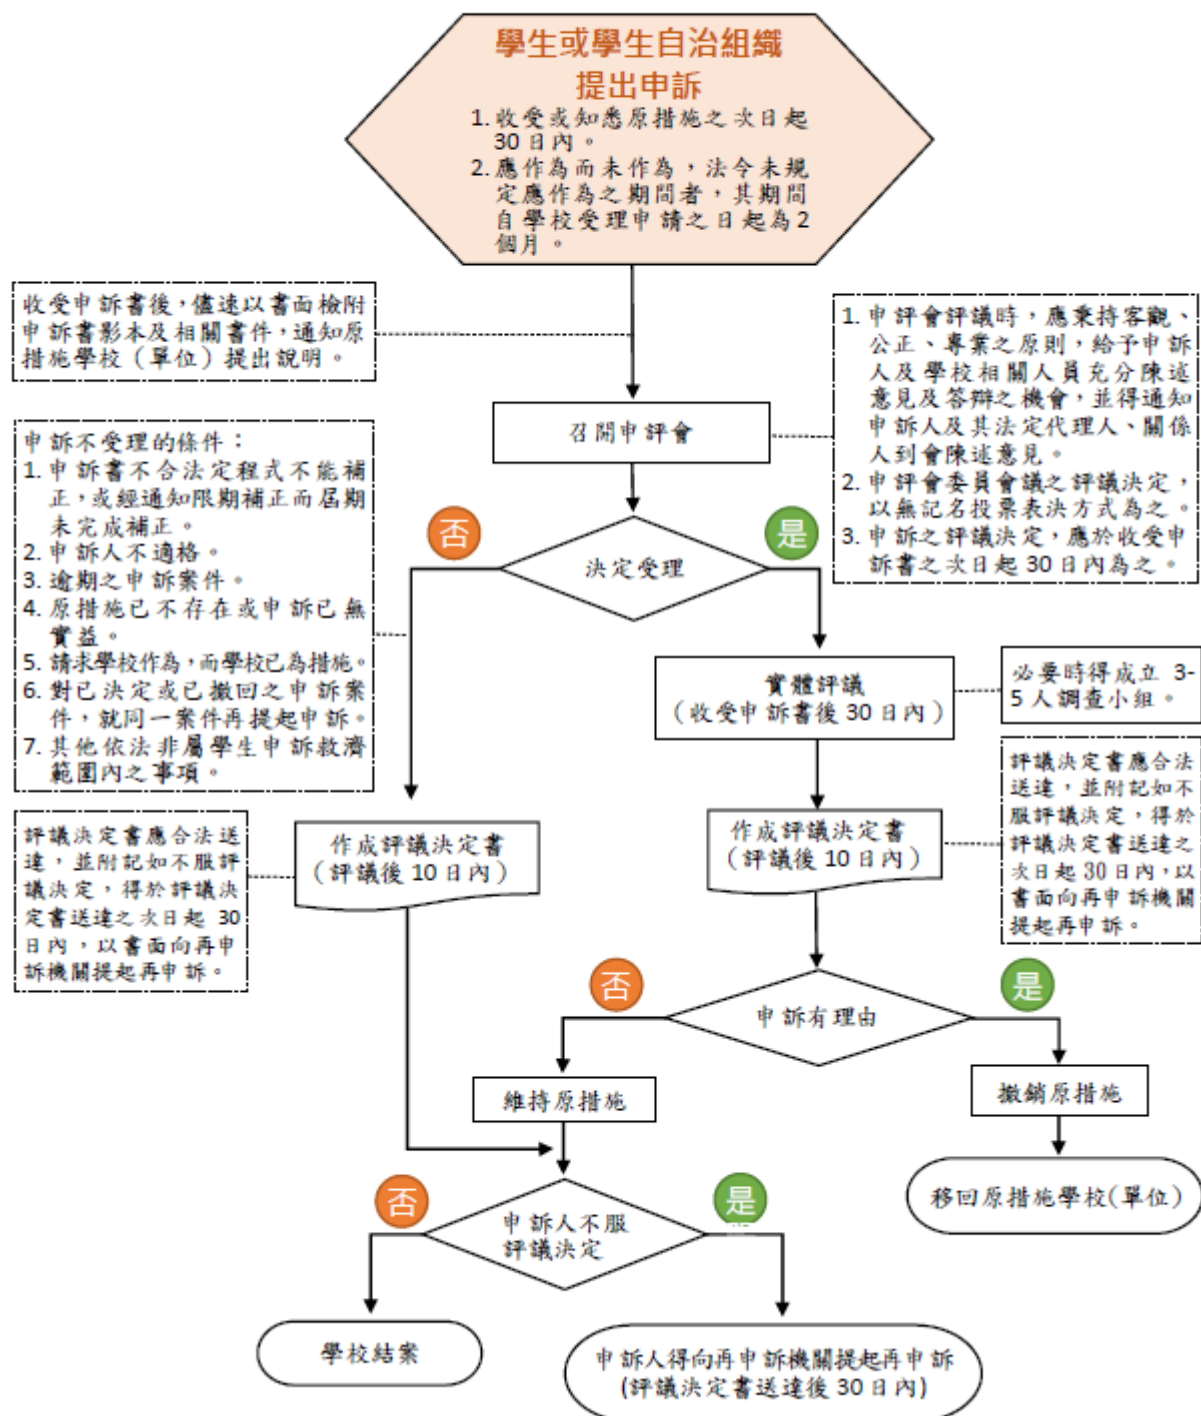 學生或學生自治組織
提出申訴
1. 收受或知悉原措施之次日起
30 日內。
2. 應作為而未作為，法令未規
定應作為之期間者，其期間
自學校受理申請之日起為 2
個月。
收受申訴書後，儘速以書面檢附
申訴書影本及相關書件，通知原
措施學校（單位）提出說明。
1. 申評會評議時，應秉持客觀、
公正、專業之原則，給予申訴
人及學校相關人員充分陳述
意見及答辯之機會，並得通知
申訴人及其法定代理人、關係
人到會陳述意見。
2. 申評會委員會議之評議決定，
以無記名投票表決方式為之。
3. 申訴之評議決定，應於收受申
訴書之次日起 30 日內為之。
召開申評會
申訴不受理的條件：
1. 申訴書不合法定程式不能補
正，或經通知限期補正而屆期
未完成補正。
2. 申訴人不適格。
3. 逾期之申訴案件。
4. 原措施已不存在或申訴已無
實益。
5. 請求學校作為，而學校已為措施。
6. 對已決定或已撤回之申訴案
件，就同一案件再提起申訴。
7. 其他依法非屬學生申訴救濟
範圍內之事項。
否
是
決定受理
實體評議
（收受申訴書後 30 日內）
必要時得成立 3-
5 人調查小組。
評議決定書應合法送
達，並附記如不服評
議決定，得於評議決
定書送達之次日起 30
日內，以書面向再申
訴機關提起再申訴。
作成評議決定書
（評議後 10 日內）
作成評議決定書
（評議後 10 日內）
評議決定書應合法
送達，並附記如不
服評議決定，得於
評議決定書送達之
次日起 30 日內，以
書面向再申訴機關
提起再申訴。
否
是
申訴有理由
維持原措施
撤銷原措施
移回原措施學校(單位)
否
是
申訴人不服
評議決定
學校結案
申訴人得向再申訴機關提起再申訴
(評議決定書送達後 30 日內)